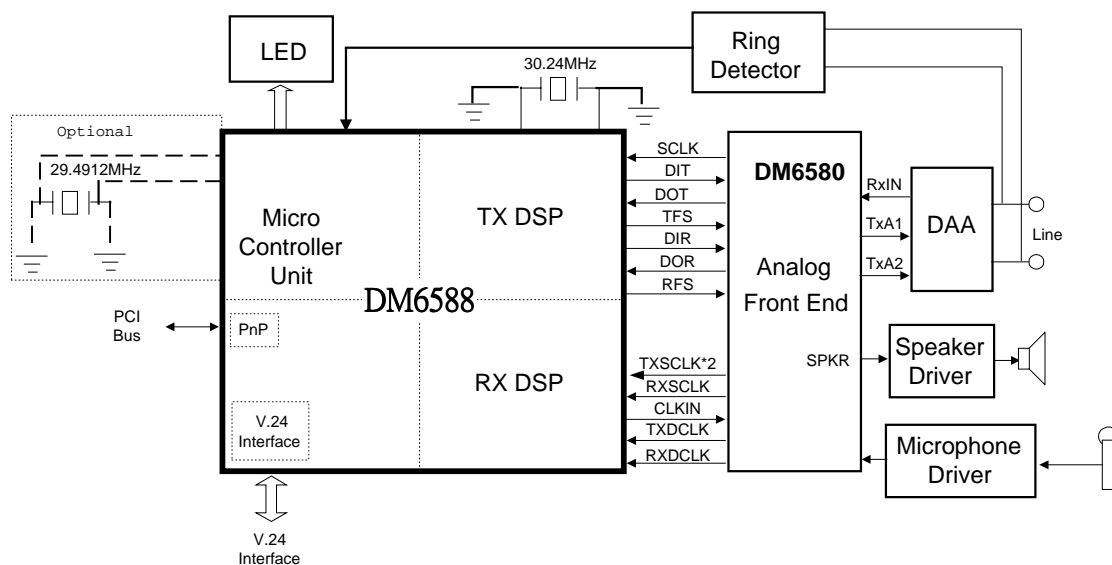 LED
Ring
Detector
30.24MHz
Optional
29.4912MHz
Micro
Controller
Unit
TX DSP
DM6588
PnP
RX DSP
V.24
Interface
PCI
Bus
V.24
Interface
SCLK
DIT
DOT
TFS
DIR
DOR
RFS
TXSCLK*2
RXSCLK
CLKIN
TXDCLK
RXDCLK
DM6580
Analog
Front End
SPKR
RxIN
TxA1
TxA2
DAA
Line
Speaker
Driver
Microphone
Driver